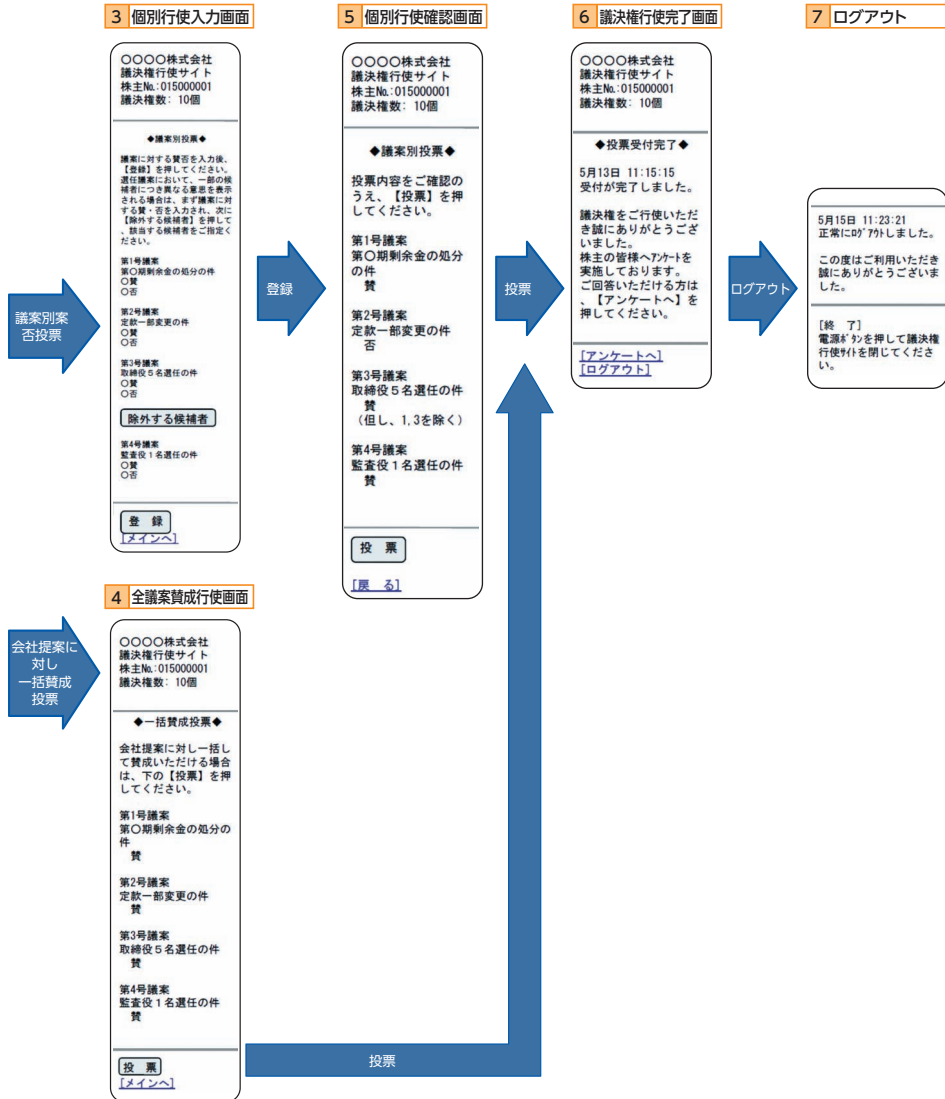 3 個別行使入力画面
〇〇〇〇株式会社
議決権行使サイト
株主No.:015000001
議決権数: 10個
◆議案別投票◆
議案に対する賛否を入力後、
【登録】を押してください。
選任議案において、一部の候
補者につき異なる意思を表示
される場合は、まず議案に対
する賛・否を入力され、次に
【除外する候補者】を押して
、該当する候補者をご指定く
ださい。
第1号議案
第〇期剰余金の処分の件
〇賛
〇否
第2号議案
定款一部変更の件
〇賛
〇否
第3号議案
取締役5名選任の件
〇賛
〇否
除外する候補者
第4号議案
監査役1名選任の件
〇賛
〇否
登 録
[メインへ]
議案別案
否投票
登録
5 個別行使確認画面
〇〇〇〇株式会社
議決権行使サイト
株主No.:015000001
議決権数: 10個
◆議案別投票◆
投票内容をご確認の
うえ、【投票】を押
してください。
第1号議案
第〇期剰余金の処分
の件
賛
第2号議案
定款一部変更の件
否
第3号議案
取締役5名選任の件
賛
(但し、1,3を除く)
第4号議案
監査役1名選任の件
賛
投 票
[戻 る]
投票
6 議決権行使完了画面
〇〇〇〇株式会社
議決権行使サイト
株主No.:015000001
議決権数: 10個
◆投票受付完了◆
5月13日 11:15:15
受付が完了しました。
議決権をご行使いただ
き誠にありがとうござ
いました。
株主の皆様へｱﾝｹｰﾄを
実施しております。
ご回答いただける方は
、【アンケートへ】を
押してください。
[アンケートへ]
[ログアウト]
ログアウト
7 ログアウト
5月15日 11:23:21
正常にﾛｸﾞｱｳﾄしました。
この度はご利用いただき
誠にありがとうございま
した。
[終 了]
電源ﾎﾞﾀﾝを押して議決権
行使ｻｲﾄを閉じてくださ
い。
4 全議案賛成行使画面
会社提案に
対し
一括賛成
投票
〇〇〇〇株式会社
議決権行使サイト
株主No.:015000001
議決権数: 10個
◆一括賛成投票◆
会社提案に対し一括し
て賛成いただける場合
は、下の【投票】を押
してください。
第1号議案
第〇期剰余金の処分の
件
賛
第2号議案
定款一部変更の件
賛
第3号議案
取締役5名選任の件
賛
第4号議案
監査役1名選任の件
賛
投 票
[メインへ]
投票